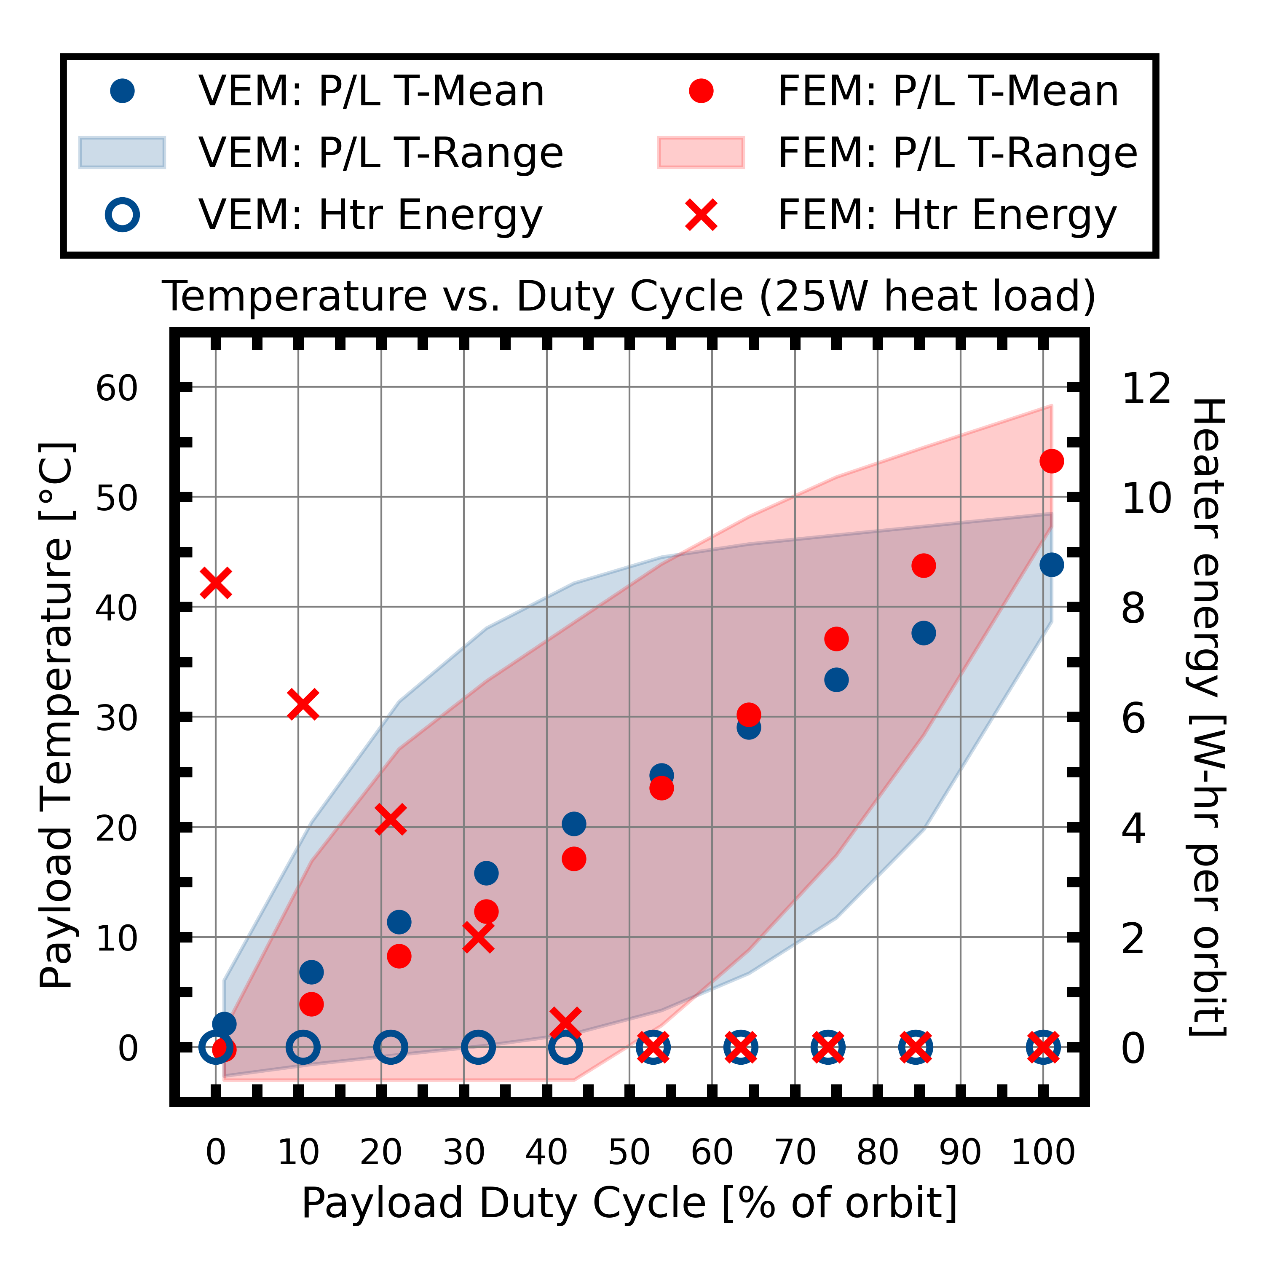 VEM: P/L T-Mean
FEM: P/L T-Mean
VEM: P/L T-Range
FEM: P/L T-Range
VEM: Htr Energy
FEM: Htr Energy
Temperature vs. Duty Cycle (25W heat load)
Payload Temperature [°C]
60
50
40
30
20
10
0
12
10
8
6
4
2
0
Heater energy [W-hr per orbit]
0 10 20 30 40 50 60 70 80 90 100
Payload Duty Cycle [% of orbit]